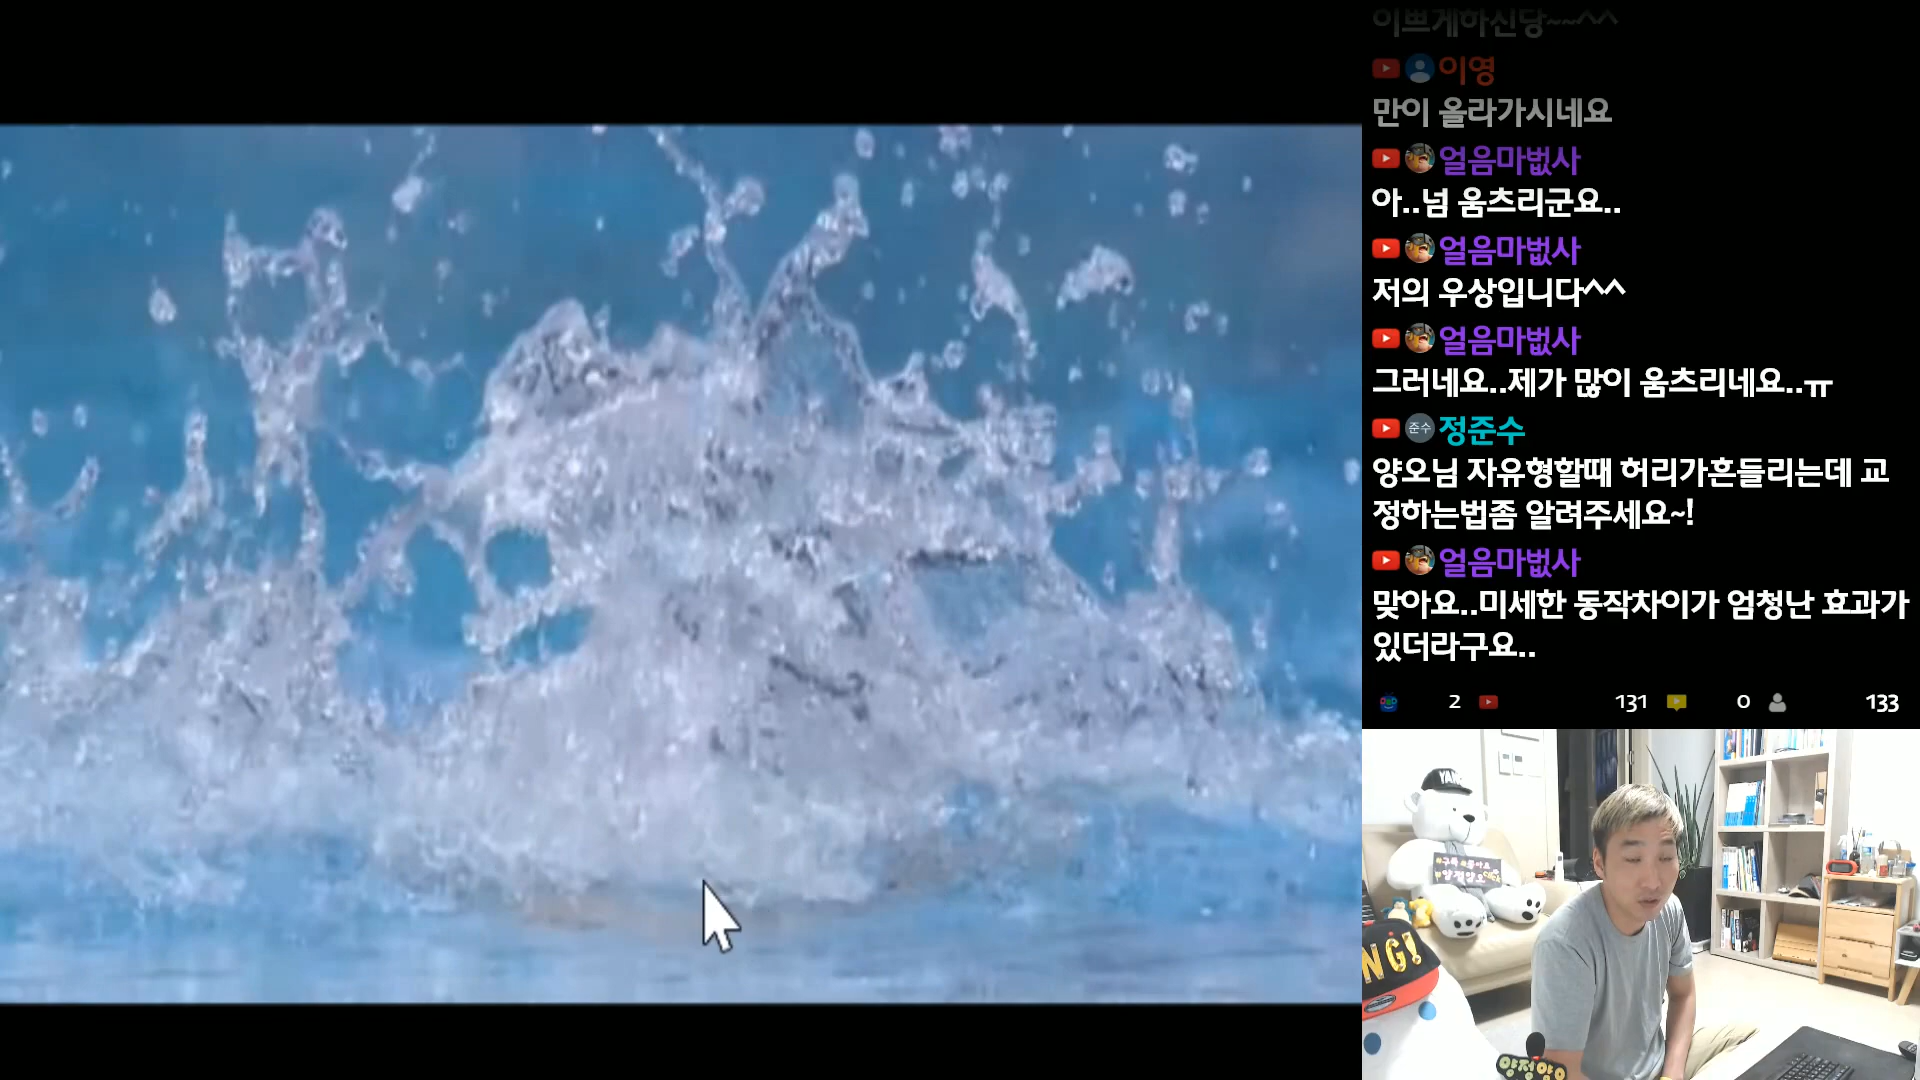 이쁘게하신당~~^^
이영
만이 올라가시네요
얼음마법사
아..넘 움츠리군요..
얼음마법사
저의 우상입니다^^
얼음마법사
그러네요..제가 많이 움츠리네요..ㅠ
준수 정준수
양오님 자유형할때 허리가흔들리는데 교
정하는법좀 알려주세요~!
얼음마법사
맞아요..미세한 동작차이가 엄청난 효과가
있더라구요..
2 131 0 133
YANG
NG!
양정양오